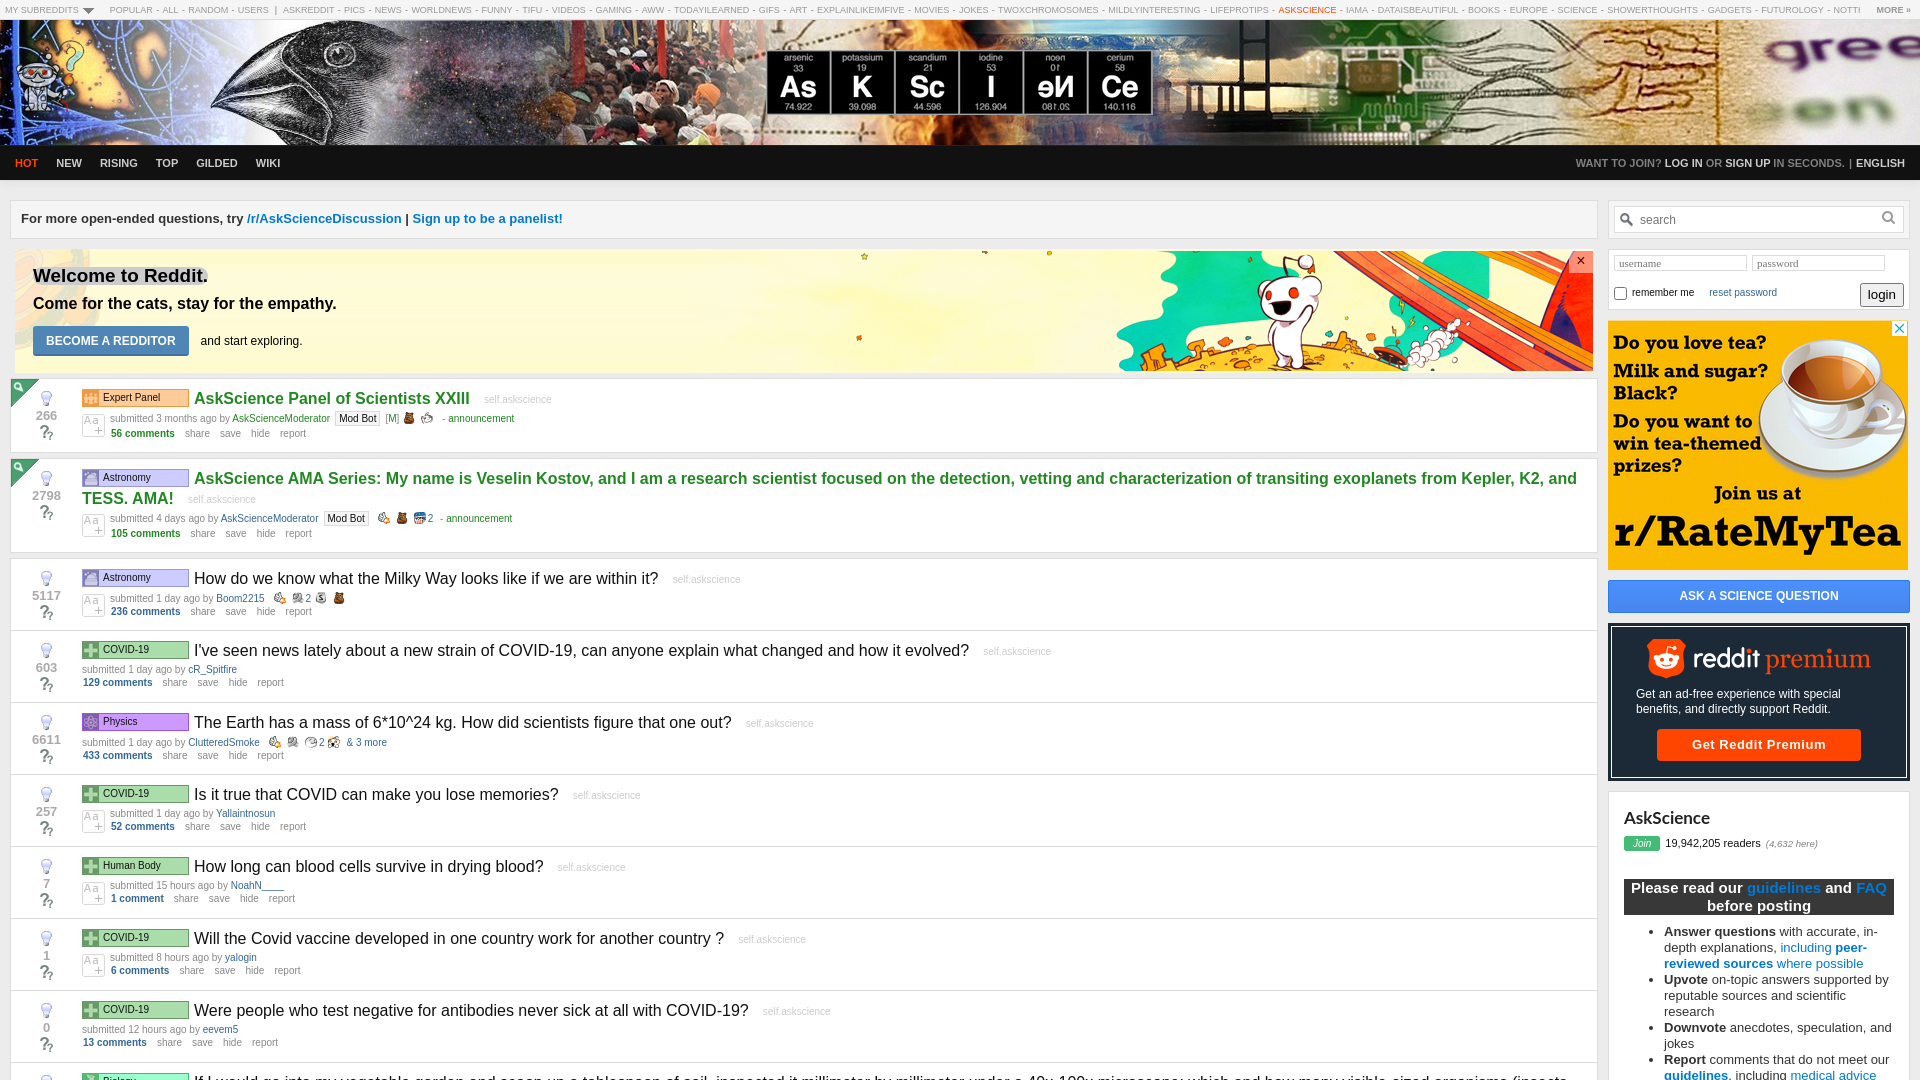 MY SUBREDDITS POPULAR - ALL - RANDOM - USERS | ASKREDDIT - PICS - NEWS - WORLDNEWS - FUNNY - TIFU - VIDEOS - GAMING - AWW - TODAYILEARNED - GIFS - ART - EXPLAINLIKEIMFIVE - MOVIES - JOKES - TWOXCHROMOSOMES - MILDLYINTERESTING - LIFEPROTIPS - ASKSCIENCE - IAMA - DATAISBEAUTIFUL - BOOKS - EUROPE - SCIENCE - SHOWERTHOUGHTS - GADGETS - FUTUROLOGY - NOTTI MORE »
arsenic potassium scandium iodine neon cerium
33 19 21 53 10 58
As K Sc I Ne Ce
74.922 39.098 44.596 126.904 20.180 140.116
HOT NEW RISING TOP GILDED WIKI
WANT TO JOIN? LOG IN OR SIGN UP IN SECONDS. | ENGLISH
For more open-ended questions, try /r/AskScienceDiscussion | Sign up to be a panelist!
Welcome to Reddit.
Come for the cats, stay for the empathy.
BECOME A REDDITOR and start exploring.
×
266
Expert Panel AskScience Panel of Scientists XXIII self.askscience
submitted 3 months ago by AskScienceModerator Mod Bot [M] - announcement
56 comments share save hide report
2798
Astronomy AskScience AMA Series: My name is Veselin Kostov, and I am a research scientist focused on the detection, vetting and characterization of transiting exoplanets from Kepler, K2, and
TESS. AMA! self.askscience
submitted 4 days ago by AskScienceModerator Mod Bot 2 - announcement
105 comments share save hide report
5117
Astronomy How do we know what the Milky Way looks like if we are within it? self.askscience
submitted 1 day ago by Boom2215 2
236 comments share save hide report
603
COVID-19 I've seen news lately about a new strain of COVID-19, can anyone explain what changed and how it evolved? self.askscience
submitted 1 day ago by cR_Spitfire
129 comments share save hide report
6611
Physics The Earth has a mass of 6*10^24 kg. How did scientists figure that one out? self.askscience
submitted 1 day ago by ClutteredSmoke 2 & 3 more
433 comments share save hide report
257
COVID-19 Is it true that COVID can make you lose memories? self.askscience
submitted 1 day ago by Yallaintnosun
52 comments share save hide report
7
Human Body How long can blood cells survive in drying blood? self.askscience
submitted 15 hours ago by NoahN____
1 comment share save hide report
1
COVID-19 Will the Covid vaccine developed in one country work for another country ? self.askscience
submitted 8 hours ago by yalogin
6 comments share save hide report
0
COVID-19 Were people who test negative for antibodies never sick at all with COVID-19? self.askscience
submitted 12 hours ago by eevem5
13 comments share save hide report
search
username password
remember me reset password login
Do you love tea?
Milk and sugar?
Black?
Do you want to
win tea-themed
prizes?
Join us at
r/RateMyTea
ASK A SCIENCE QUESTION
reddit premium
Get an ad-free experience with special
benefits, and directly support Reddit.
Get Reddit Premium
AskScience
Join 19,942,205 readers (4,632 here)
Please read our guidelines and FAQ
before posting
Answer questions with accurate, in-
depth explanations, including peer-
reviewed sources where possible
Upvote on-topic answers supported by
reputable sources and scientific
research
Downvote anecdotes, speculation, and
jokes
Report comments that do not meet our
guidelines, including medical advice